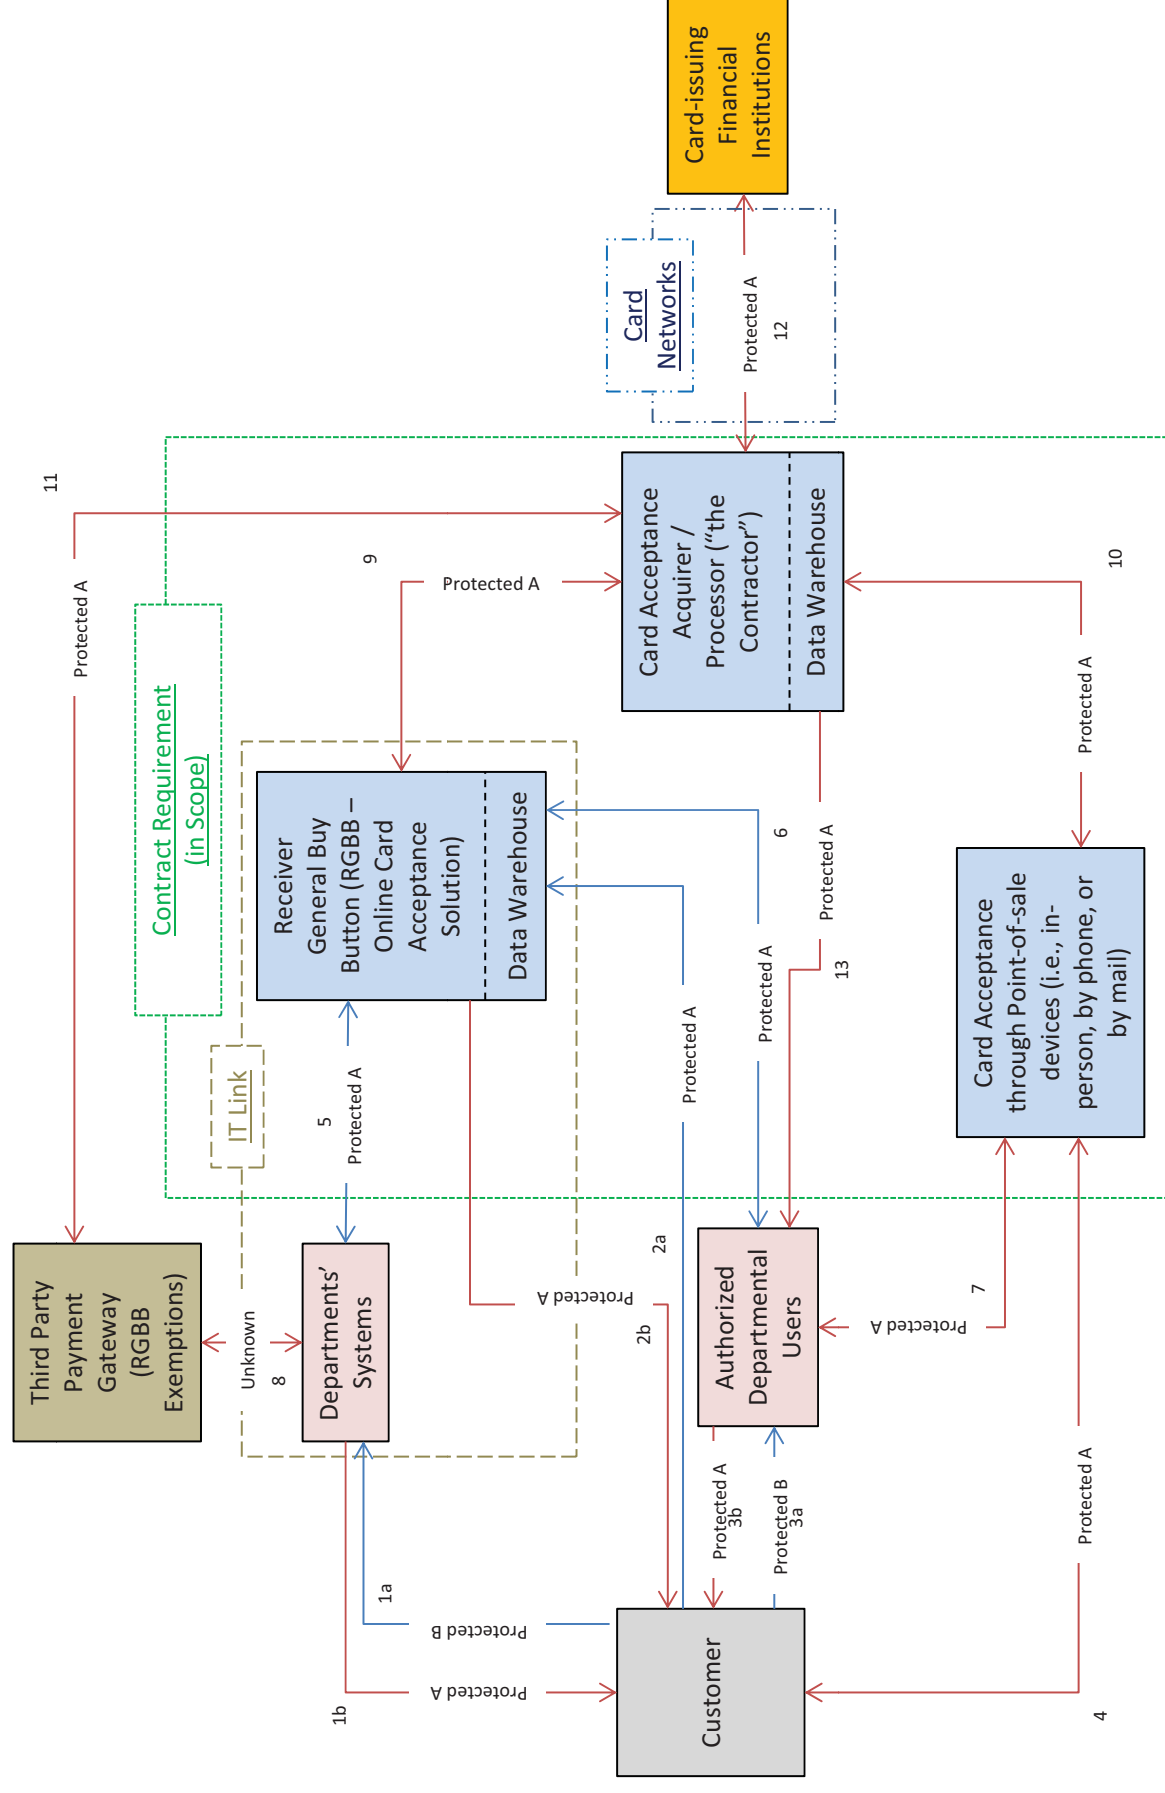 Third Party
Payment
Gateway
(RGBB
Exemptions)
Protected A
11
Contract Requirement
(in Scope)
Unknown
8
IT Link
Departments’
Systems
5
Protected A
Receiver
General Buy
Button (RGBB –
Online Card
Acceptance
Solution)
Data Warehouse
9
Protected A
1b
Protected A
1a
Protected B
2b
Protected A
2a
Protected A
Customer
Protected A
3b
Protected B
3a
Authorized
Departmental
Users
Protected A
6
Protected A
13
Card Acceptance
Acquirer /
Processor (“the
Contractor”)
Data Warehouse
Card
Networks
Protected A
12
Card-issuing
Financial
Institutions
Protected A
7
Card Acceptance
through Point-of-sale
devices (i.e., in-
person, by phone, or
by mail)
Protected A
10
Protected A
4